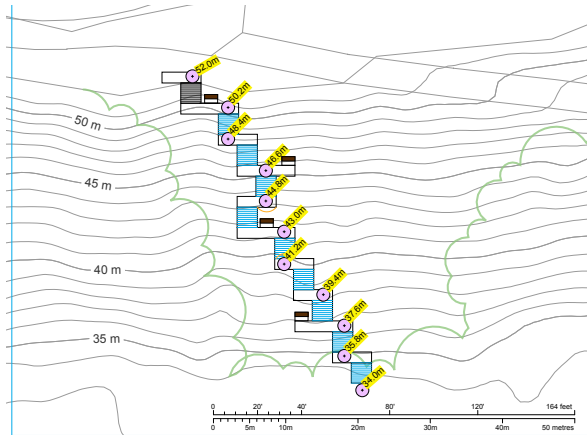 52.0m
50.2m
50 m
48.4m
46.6m
45 m
44.8m
43.0m
41.2m
40 m
39.4m
37.6m
35 m
35.8m
34.0m
0 20' 40' 80' 120' 164 feet
0 5m 10m 20m 30m 40m 50 metres